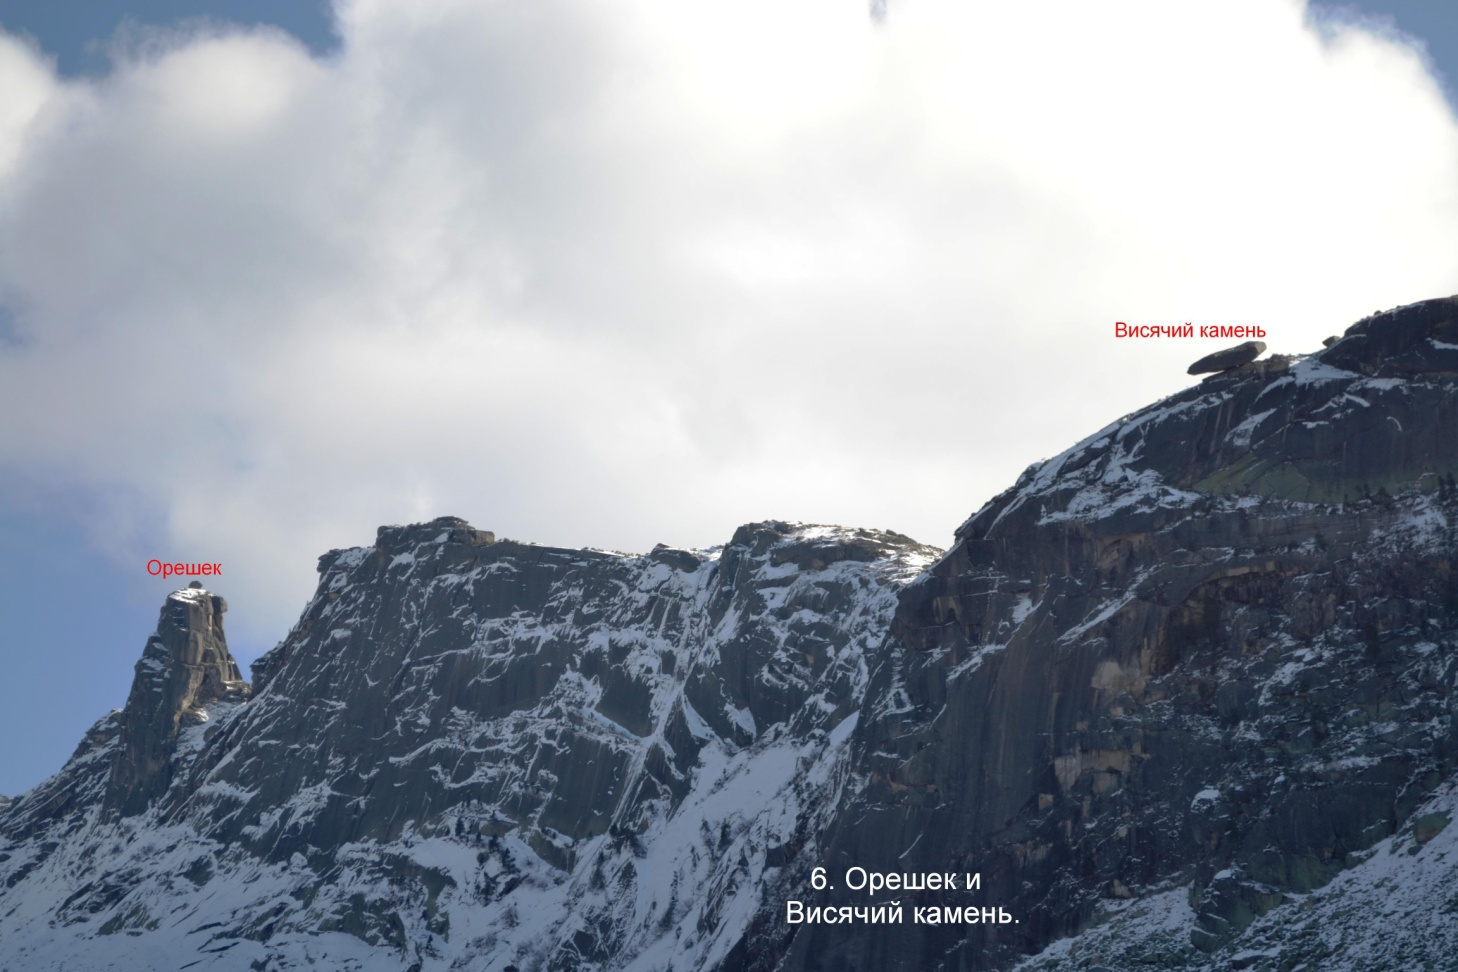 Висячий камень
Орешек
6. Орешек и
Висячий камень.